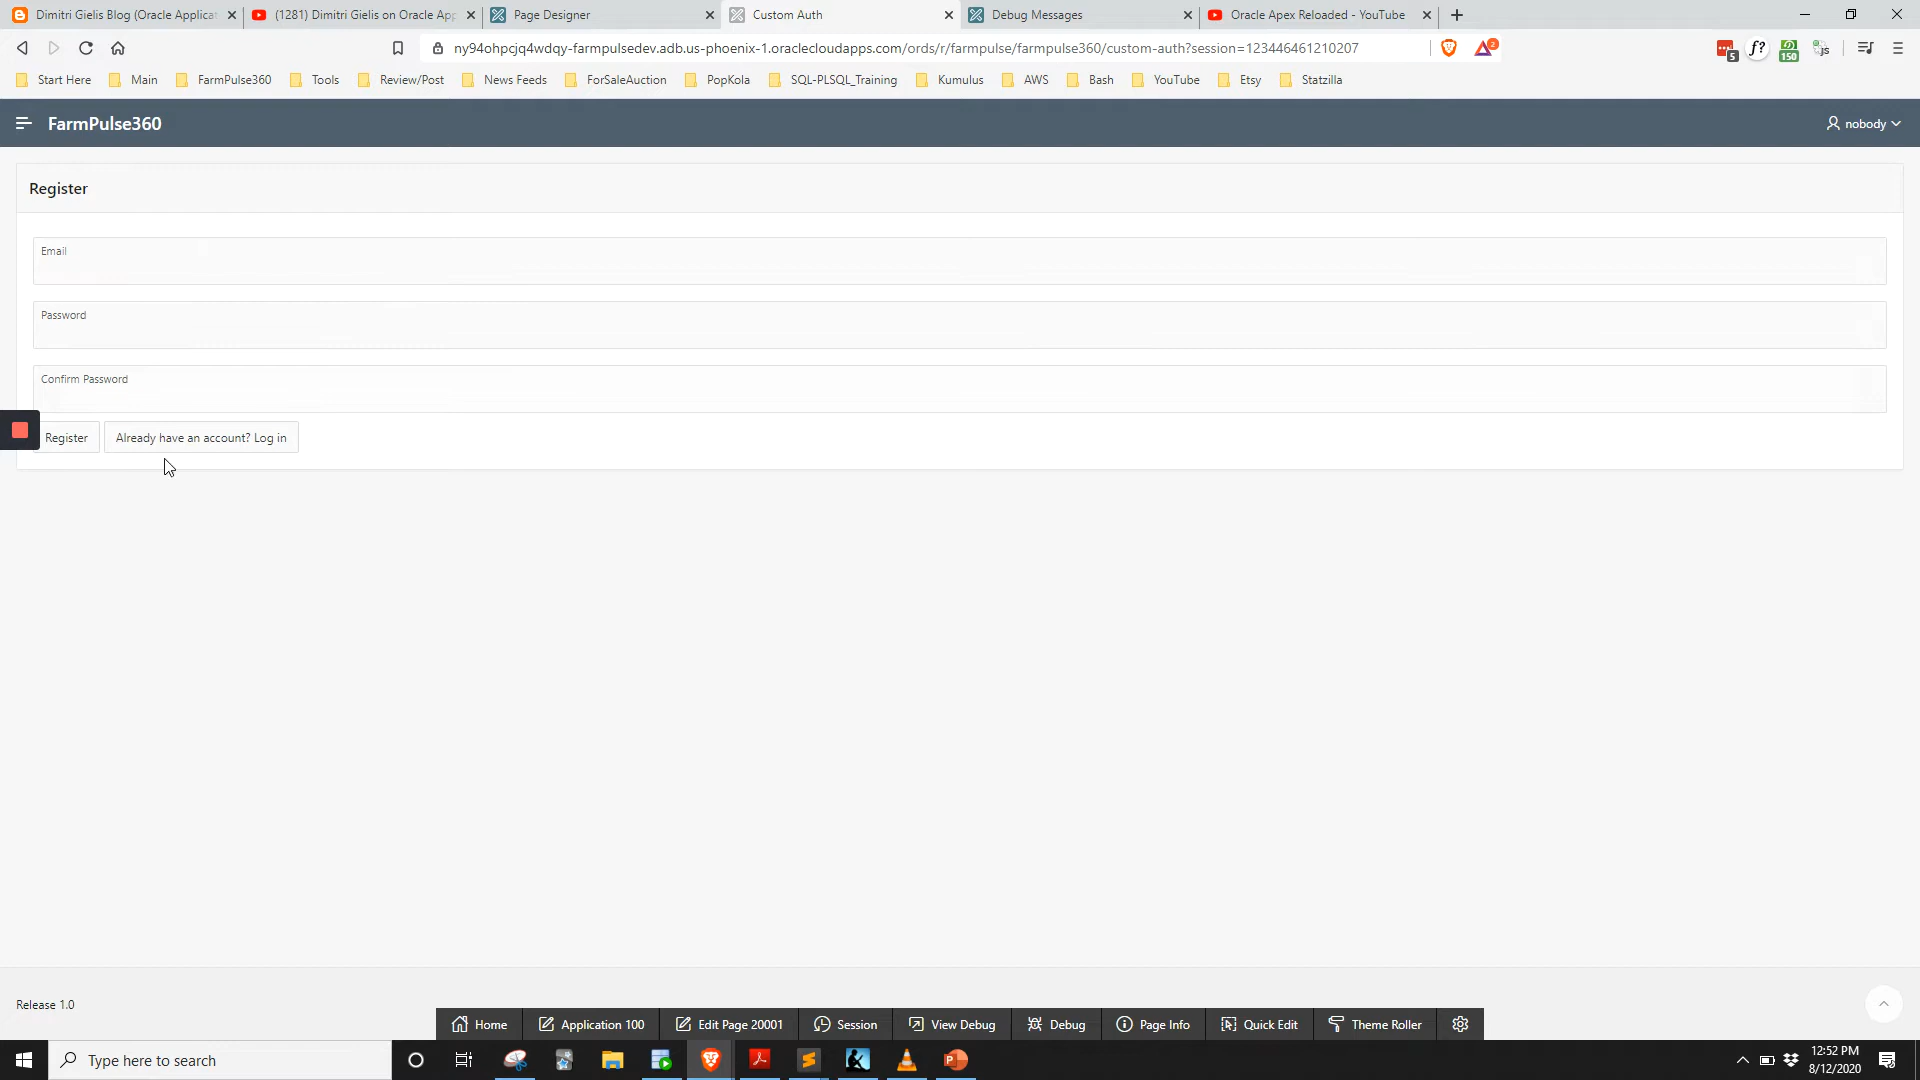 Dimitri Gielis Blog (Oracle Applicat
(1281) Dimitri Gielis on Oracle Ap
Page Designer
Custom Auth
Debug Messages
Oracle Apex Reloaded - YouTube
ny94ohpcjq4wdqy-farmpulsedev.adb.us-phoenix-1.oraclecloudapps.com/ords/r/farmpulse/farmpulse360/custom-auth?session=123446461210207
2
5
f?
150
js
Start Here
Main
FarmPulse360
Tools
Review/Post
News Feeds
ForSaleAuction
PopKola
SQL-PLSQL_Training
Kumulus
AWS
Bash
YouTube
Etsy
Statzilla
FarmPulse360
nobody
Register
Email
Password
Confirm Password
Register
Already have an account? Log in
Release 1.0
Home
Application 100
Edit Page 20001
Session
View Debug
Debug
Page Info
Quick Edit
Theme Roller
Type here to search
12:52 PM
8/12/2020